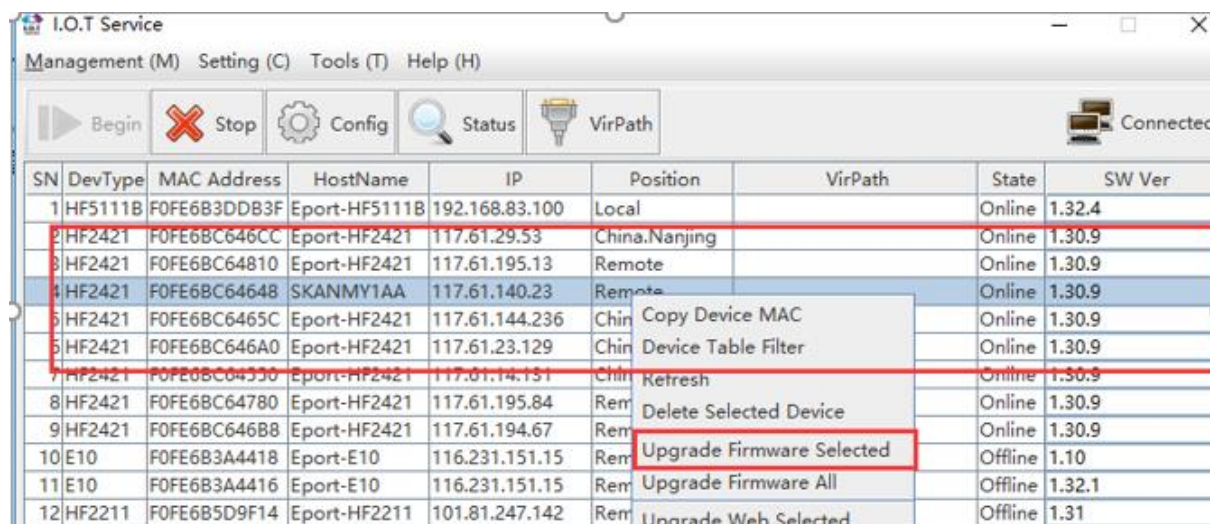 I.O.T Service
Management (M) Setting (C) Tools (T) Help (H)
Begin Stop Config Status VirPath Connected
SN DevType MAC Address HostName IP Position VirPath State SW Ver
1 HF5111B F0FE6B3DDB3F Eport-HF5111B 192.168.83.100 Local Online 1.32.4
2 HF2421 F0FE6BC646CC Eport-HF2421 117.61.29.53 China.Nanjing Online 1.30.9
3 HF2421 F0FE6BC64810 Eport-HF2421 117.61.195.13 Remote Online 1.30.9
4 HF2421 F0FE6BC64648 SKANMY1AA 117.61.140.23 Remote Online 1.30.9
5 HF2421 F0FE6BC6465C Eport-HF2421 117.61.144.236 Chin Copy Device MAC Online 1.30.9
6 HF2421 F0FE6BC646A0 Eport-HF2421 117.61.23.129 Chin Device Table Filter Online 1.30.9
7 HF2421 Eport-HF2421 117.61.14.131 Chin Refresh Online 1.30.9
8 HF2421 F0FE6BC64780 Eport-HF2421 117.61.195.84 Rem Delete Selected Device Online 1.30.9
9 HF2421 F0FE6BC646B8 Eport-HF2421 117.61.194.67 Rem Online 1.30.9
10 E10 F0FE6B3A4418 Eport-E10 116.231.151.15 Rem Upgrade Firmware Selected Offline 1.10
11 E10 F0FE6B3A4416 Eport-E10 116.231.151.15 Rem Upgrade Firmware All Offline 1.32.1
12 HF2211 F0FE6B5D9F14 Eport-HF2211 101.81.247.142 Rem Upgrade Web Selected Offline 1.31